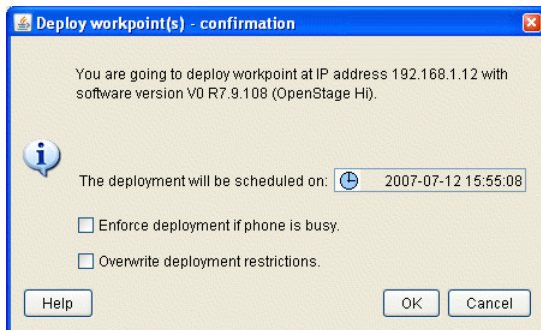 Deploy workpoint(s) - confirmation
You are going to deploy workpoint at IP address 192.168.1.12 with
software version V0 R7.9.108 (OpenStage Hi).
The deployment will be scheduled on: 2007-07-12 15:55:08
Enforce deployment if phone is busy.
Overwrite deployment restrictions.
Help OK Cancel